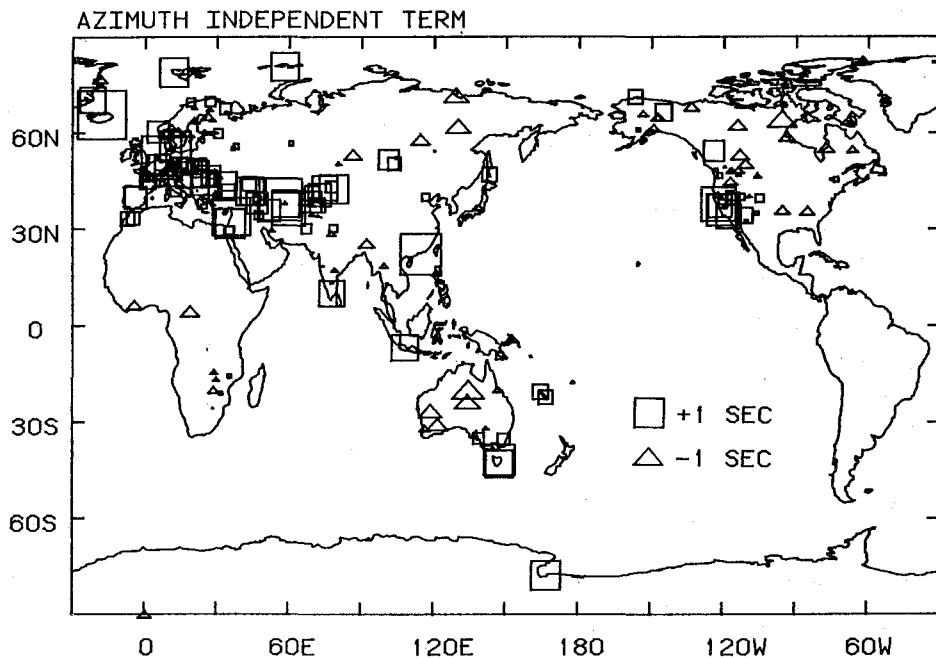 AZIMUTH INDEPENDENT TERM
60N
30N
0
30S
60S
+1 SEC
-1 SEC
0 60E 120E 180 120W 60W